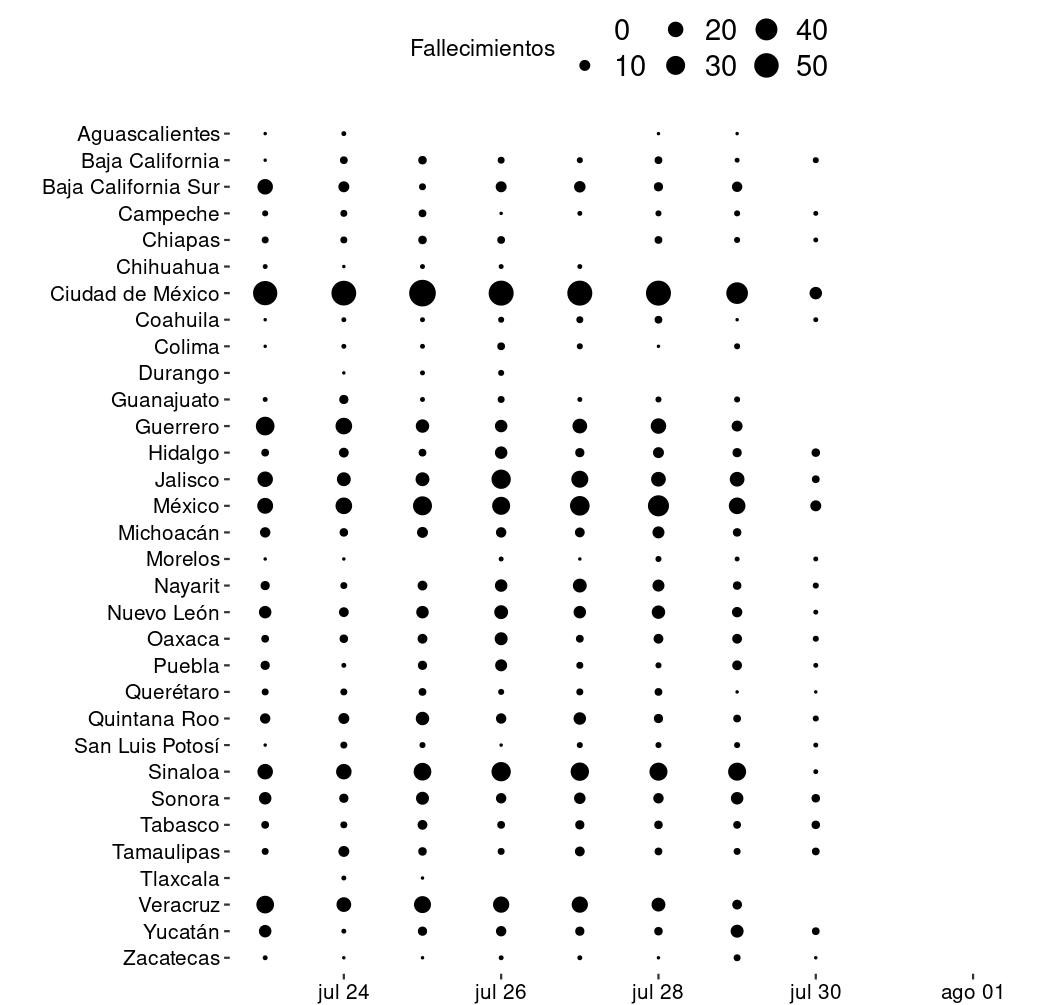 Fallecimientos
0 20 40
10 30 50
Aguascalientes
Baja California
Baja California Sur
Campeche
Chiapas
Chihuahua
Ciudad de México
Coahuila
Colima
Durango
Guanajuato
Guerrero
Hidalgo
Jalisco
México
Michoacán
Morelos
Nayarit
Nuevo León
Oaxaca
Puebla
Querétaro
Quintana Roo
San Luis Potosí
Sinaloa
Sonora
Tabasco
Tamaulipas
Tlaxcala
Veracruz
Yucatán
Zacatecas
jul 24 jul 26 jul 28 jul 30 ago 01